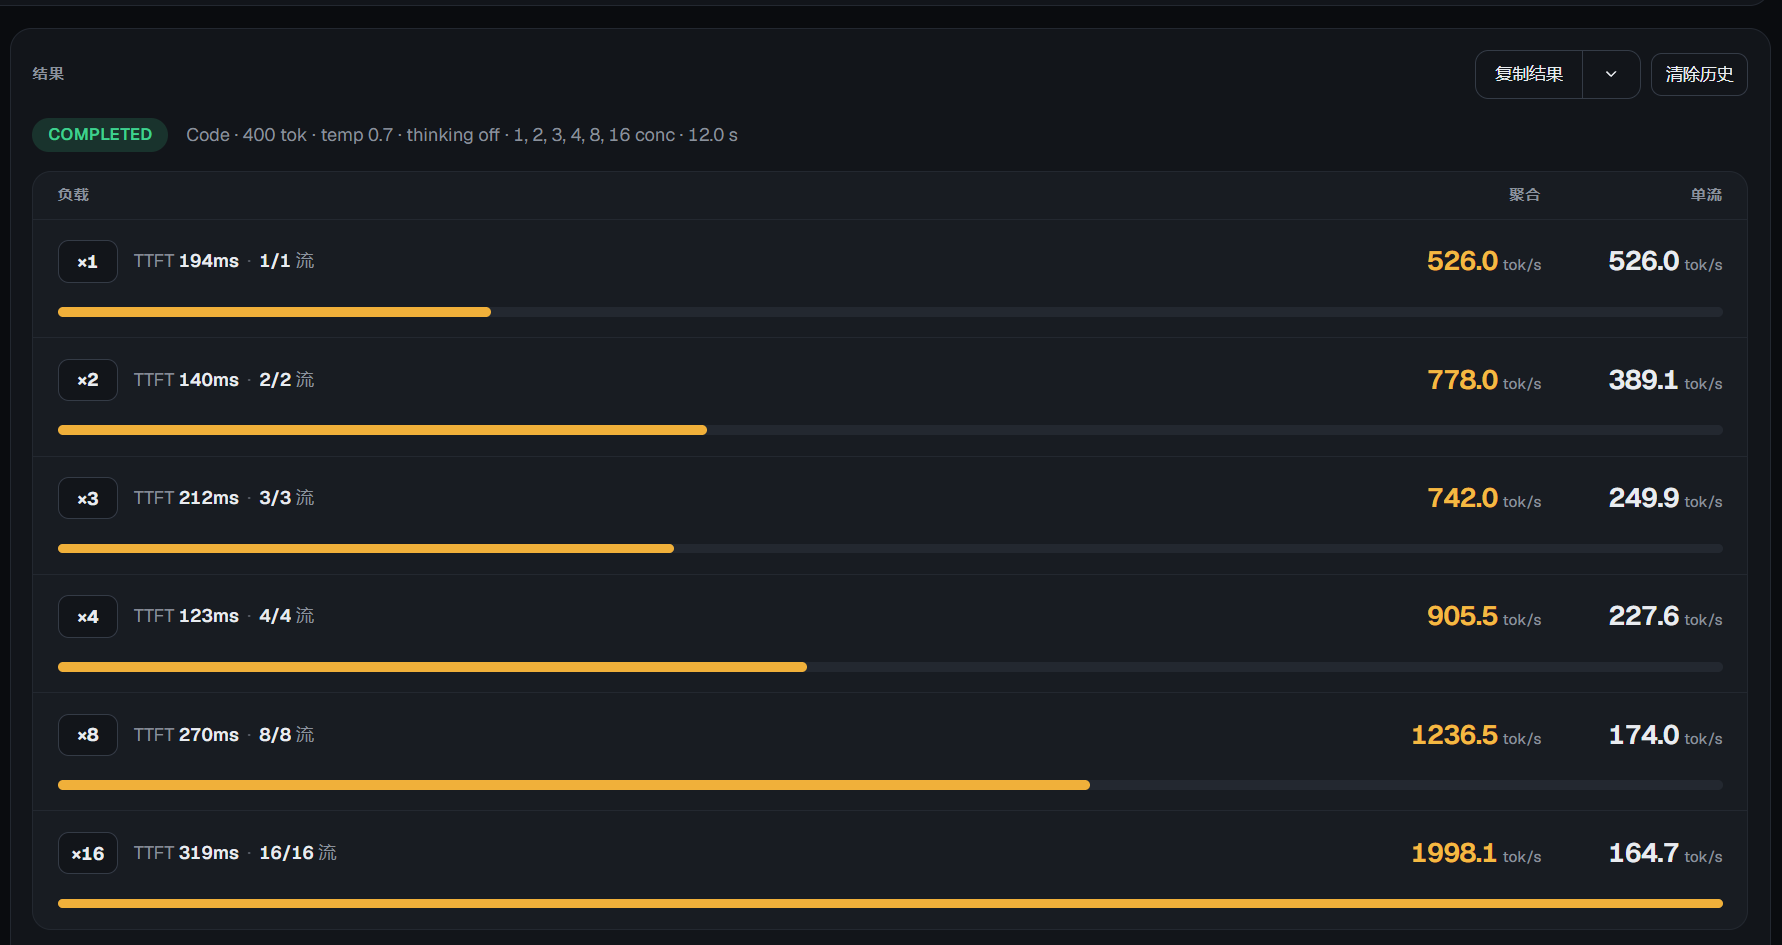 结果
复制结果
清除历史
COMPLETED Code · 400 tok · temp 0.7 · thinking off · 1, 2, 3, 4, 8, 16 conc · 12.0 s
负载 聚合 单流
×1 TTFT 194ms · 1/1 流 526.0 tok/s 526.0 tok/s
×2 TTFT 140ms · 2/2 流 778.0 tok/s 389.1 tok/s
×3 TTFT 212ms · 3/3 流 742.0 tok/s 249.9 tok/s
×4 TTFT 123ms · 4/4 流 905.5 tok/s 227.6 tok/s
×8 TTFT 270ms · 8/8 流 1236.5 tok/s 174.0 tok/s
×16 TTFT 319ms · 16/16 流 1998.1 tok/s 164.7 tok/s